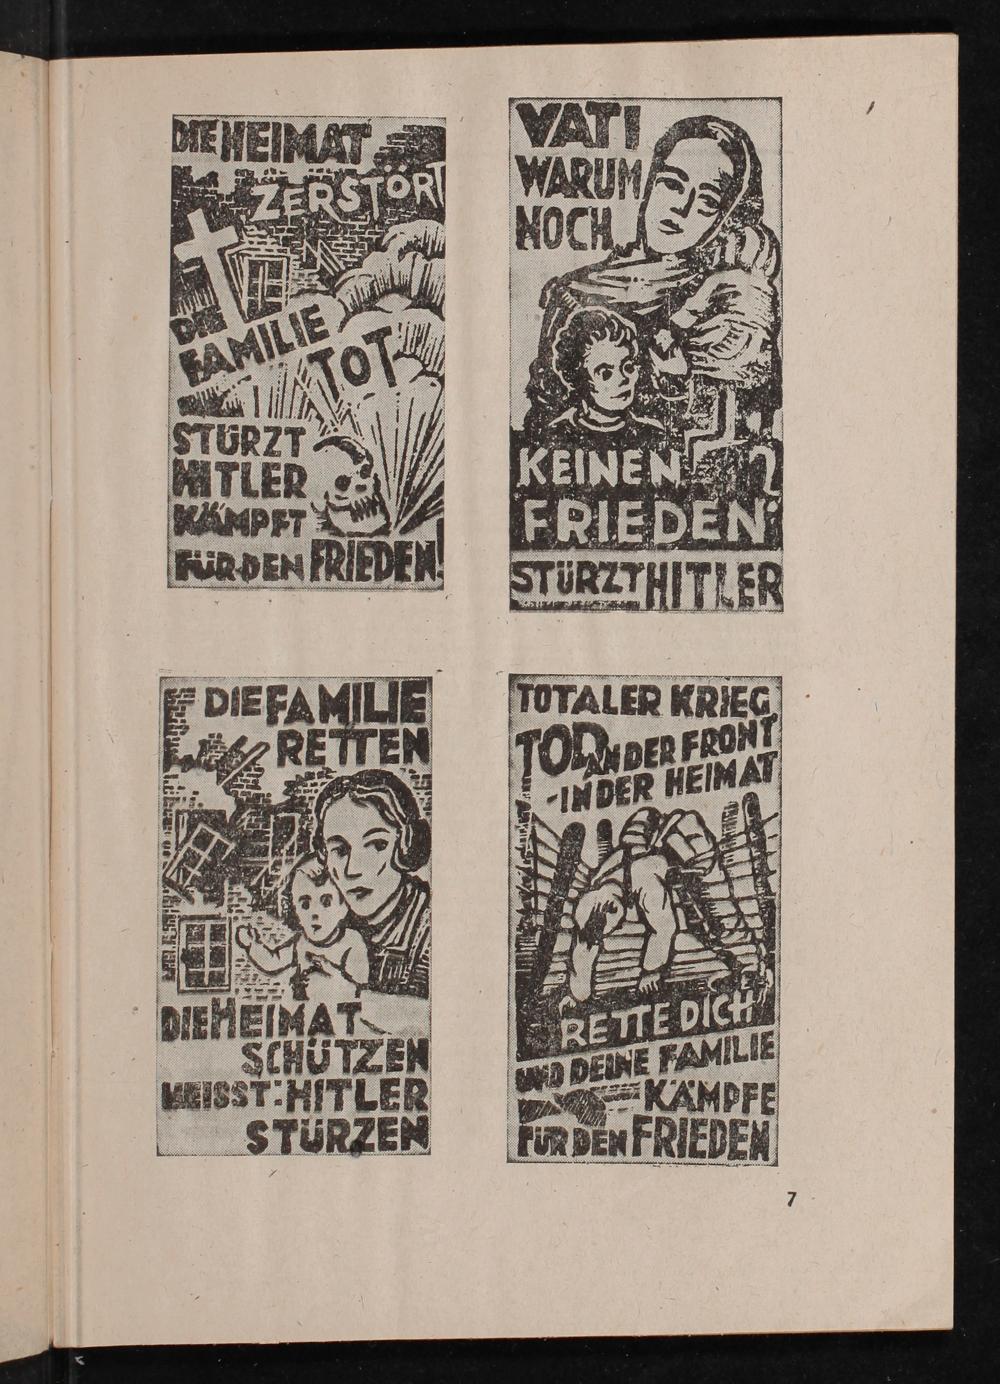 DIE HEIMAT
ZERSTÖRT
DIE
FAMILIE
TOT
STÜRZT
HITLER
KÄMPFT
FÜR DEN FRIEDEN!
VATI
WARUM
NOCH
KEINEN
FRIEDEN?
STÜRZT HITLER
DIE FAMILIE
RETTEN
DIE HEIMAT
SCHÜTZEN
HEISST: HITLER
STÜRZEN
TOTALER KRIEG
TOD AN DER FRONT
-IN DER HEIMAT
RETTE DICH
UND DEINE FAMILIE
KÄMPFE
FÜR DEN FRIEDEN
7